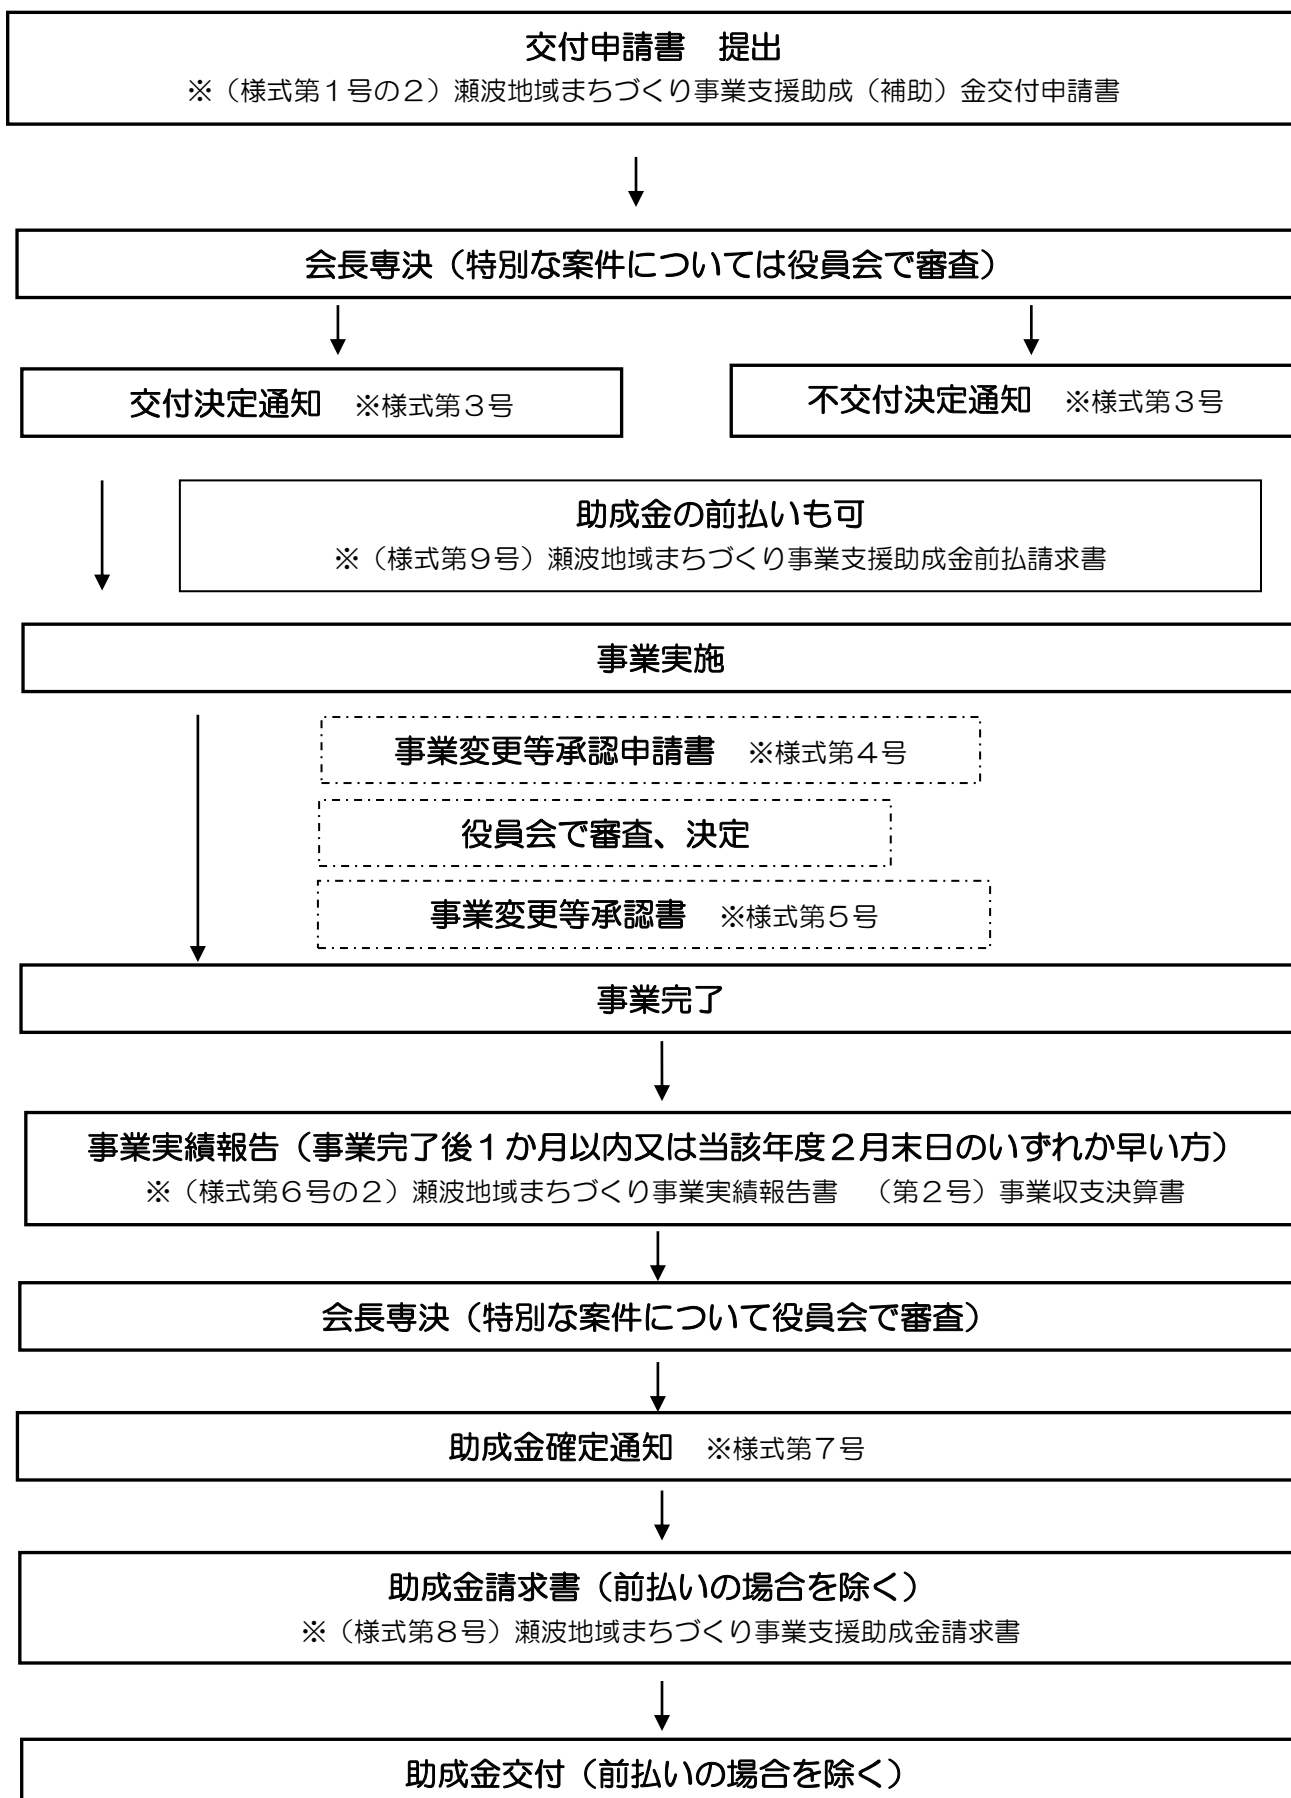 交付申請書　提出
※（様式第１号の２）瀬波地域まちづくり事業支援助成（補助）金交付申請書
会長専決（特別な案件については役員会で審査）
交付決定通知　※様式第３号
不交付決定通知　※様式第３号
助成金の前払いも可
※（様式第９号）瀬波地域まちづくり事業支援助成金前払請求書
事業実施
事業変更等承認申請書　※様式第４号
役員会で審査、決定
事業変更等承認書　※様式第５号
事業完了
事業実績報告（事業完了後１か月以内又は当該年度２月末日のいずれか早い方）
※（様式第６号の２）瀬波地域まちづくり事業実績報告書　（第２号）事業収支決算書
会長専決（特別な案件について役員会で審査）
助成金確定通知　※様式第７号
助成金請求書（前払いの場合を除く）
※（様式第８号）瀬波地域まちづくり事業支援助成金請求書
助成金交付（前払いの場合を除く）